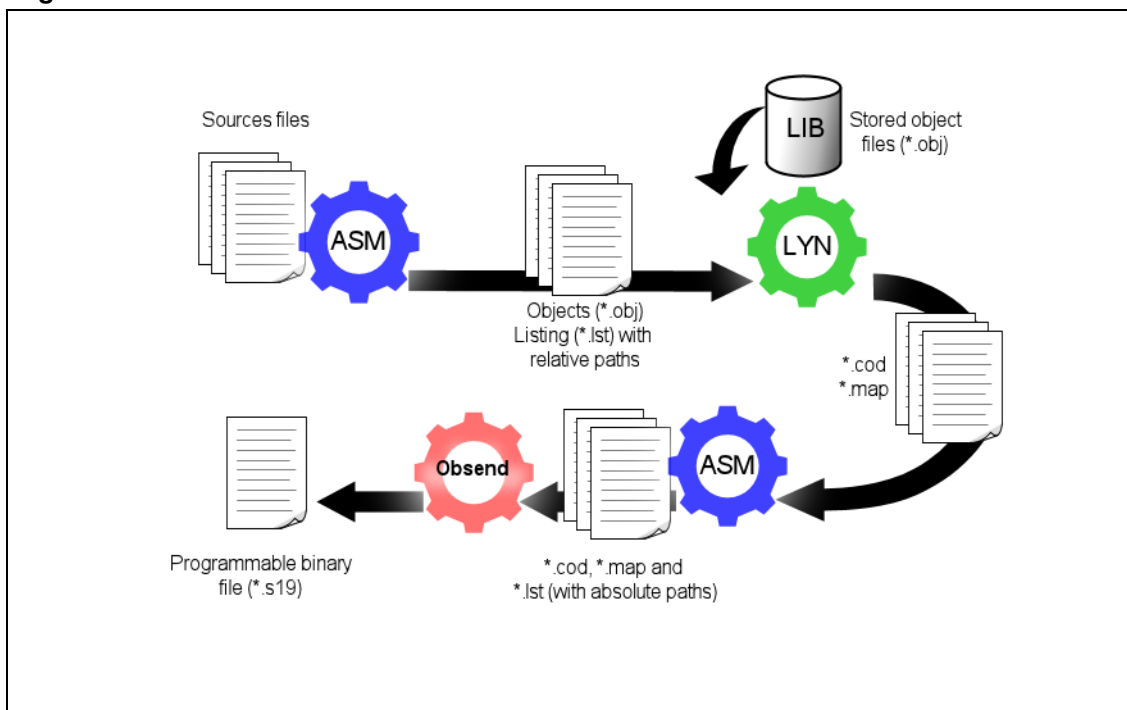 Sources files
ASM
LIB
Stored object
files (*.obj)
LYN
Objects (*.obj)
Listing (*.lst) with
relative paths
*.cod
*.map
ASM
Obsend
*.cod, *.map and
*.lst (with absolute paths)
Programmable binary
file (*.s19)